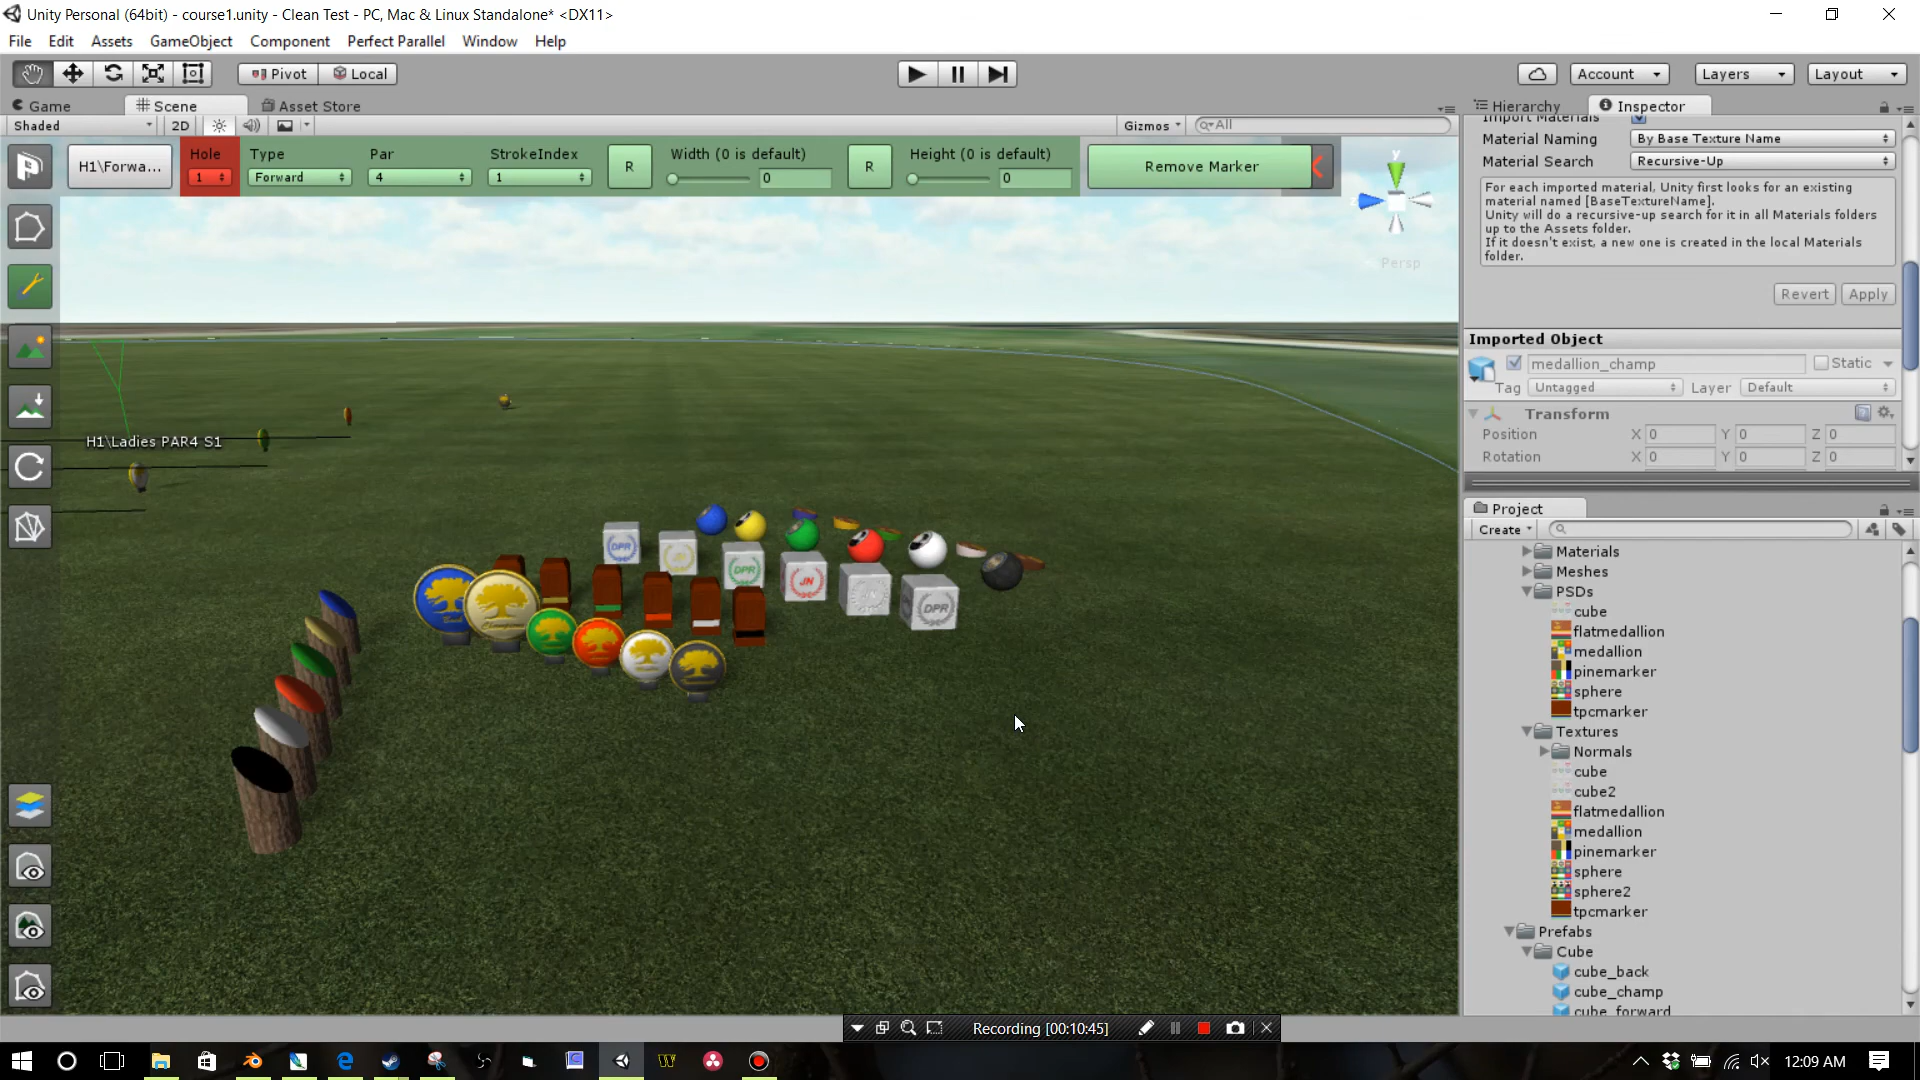 Unity Personal (64bit) - course1.unity - Clean Test - PC, Mac & Linux Standalone* <DX11>
File Edit Assets GameObject Component Perfect Parallel Window Help
Pivot Local Account Layers Layout
Game Scene Asset Store Hierarchy Inspector
Shaded 2D Gizmos All
H1\Forwa... Hole 1 Type Forward Par 4 StrokeIndex 1 R Width (0 is default) 0 R Height (0 is default) 0 Remove Marker
y
z
Persp
H1\Ladies PAR4 S1
DPR
DPR
JN
DPR
Import Materials
Material Naming By Base Texture Name
Material Search Recursive-Up
For each imported material, Unity first looks for an existing
material named [BaseTextureName].
Unity will do a recursive-up search for it in all Materials folders
up to the Assets folder.
If it doesn't exist, a new one is created in the local Materials
folder.
Revert Apply
Imported Object
medallion_champ Static
Tag Untagged Layer Default
Transform
Position X 0 Y 0 Z 0
Rotation X 0 Y 0 Z 0
Project
Create
Materials
Meshes
PSDs
cube
flatmedallion
medallion
pinemarker
sphere
tpcmarker
Textures
Normals
cube
cube2
flatmedallion
medallion
pinemarker
sphere
sphere2
tpcmarker
Prefabs
Cube
cube_back
cube_champ
cube_forward
Recording [00:10:45]
12:09 AM